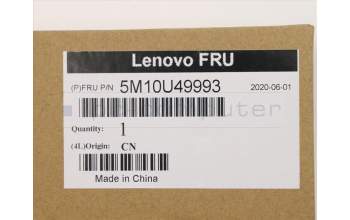 Lenovo FRU
(P)FRU P/N 5M10U49993 2020-06-01
Quantity: 1
(4L)Origin: CN
Made in China